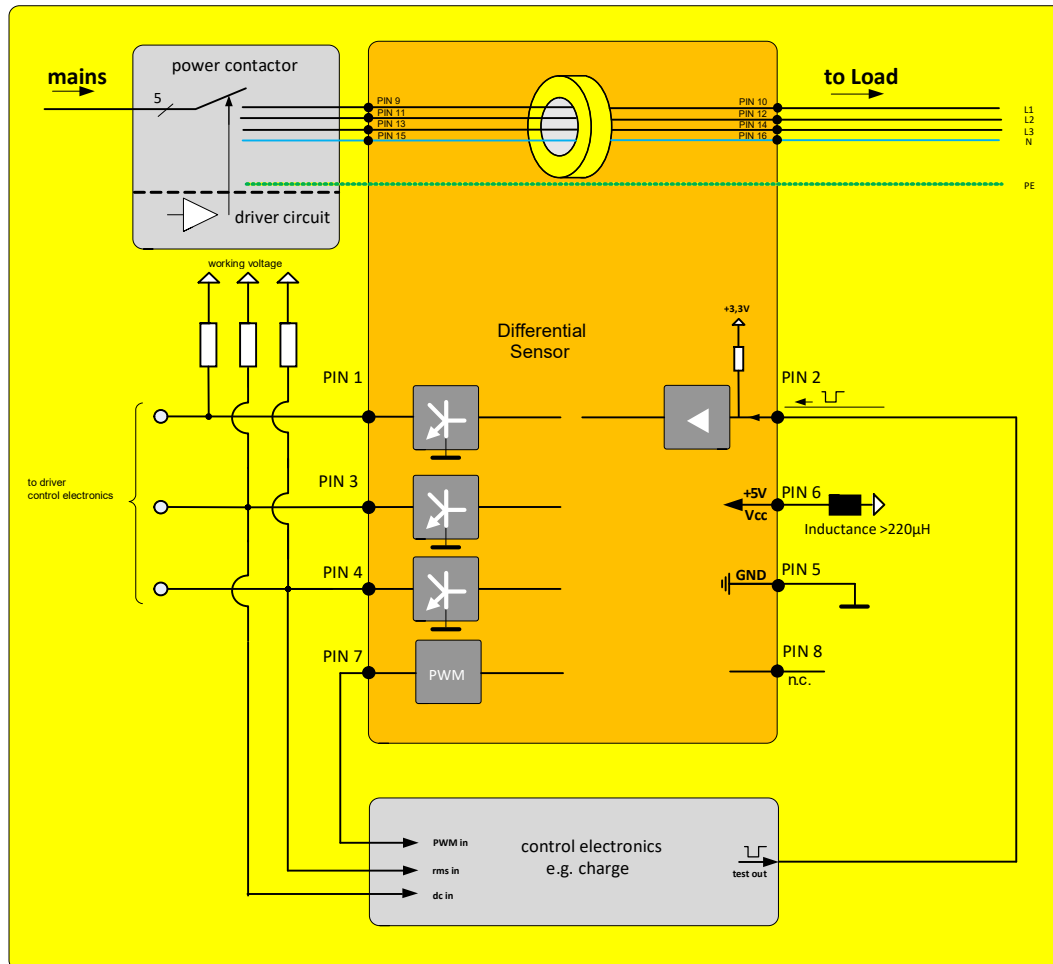 power contactor
mains
5
to Load
PIN 9
PIN 11
PIN 13
PIN 15
PIN 10
PIN 12
PIN 14
PIN 16
L1
L2
L3
N
PE
driver circuit
working voltage
Differential
Sensor
+3,3V
PIN 1
PIN 2
to driver
control electronics
PIN 3
+5V
Vcc
PIN 6
Inductance >220µH
PIN 4
GND
PIN 5
PIN 7
PWM
PIN 8
n.c.
PWM in
rms in
dc in
control electronics
e.g. charge
test out